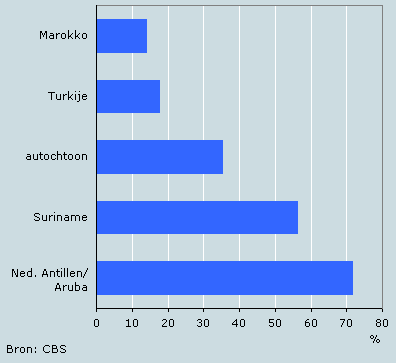 Marokko
Turkije
autochtoon
Suriname
Ned. Antillen/
Aruba
0 10 20 30 40 50 60 70 80
%
Bron: CBS